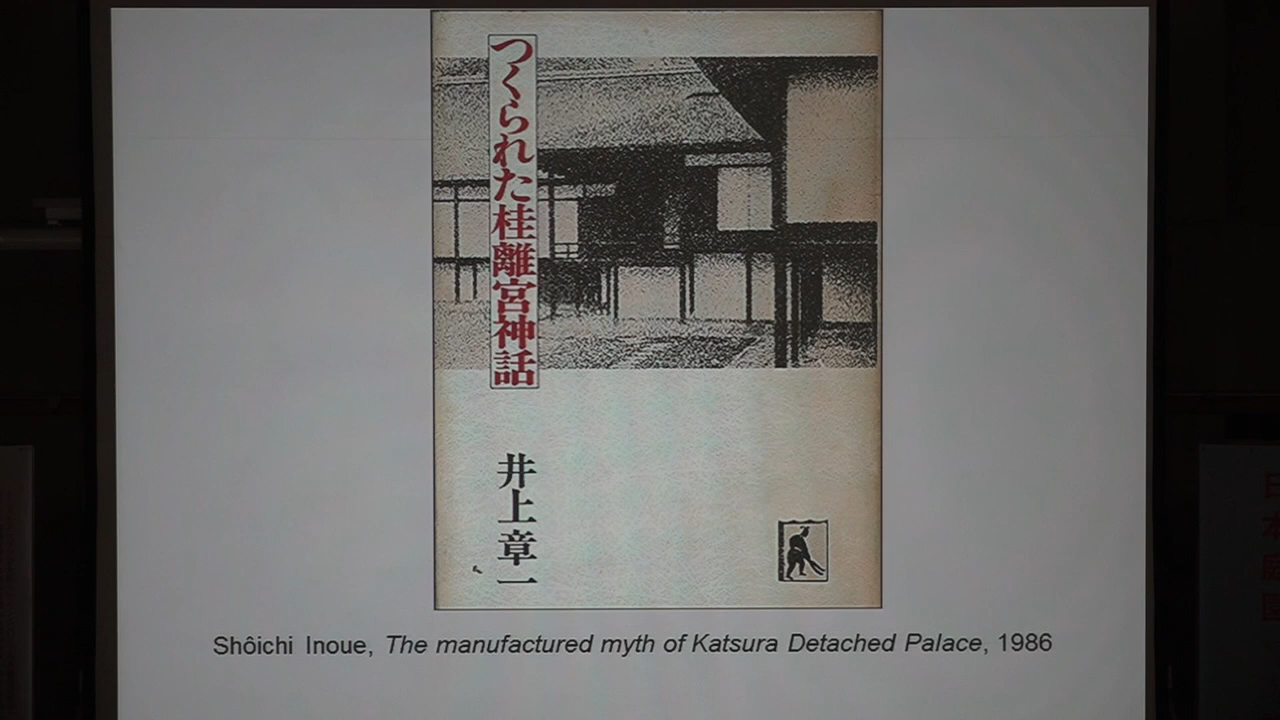 つくられた桂離宮神話
井上章一
Shôichi Inoue, The manufactured myth of Katsura Detached Palace, 1986